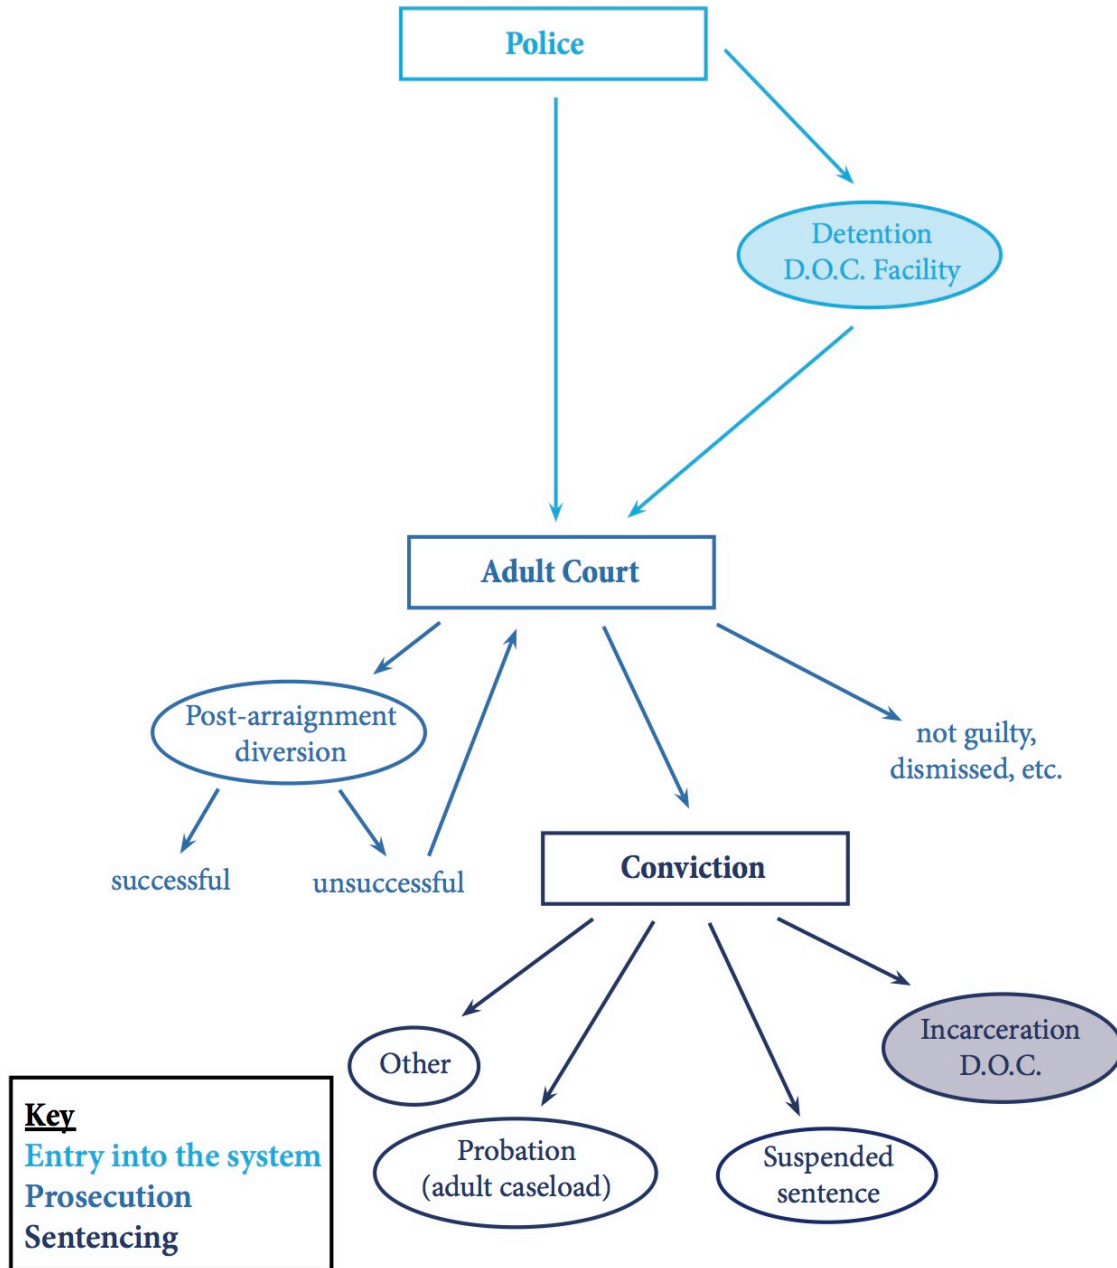 Police
Detention
D.O.C. Facility
Adult Court
Post-arraignment
diversion
not guilty,
dismissed, etc.
successful
unsuccessful
Conviction
Other
Incarceration
D.O.C.
Probation
(adult caseload)
Suspended
sentence
Key
Entry into the system
Prosecution
Sentencing